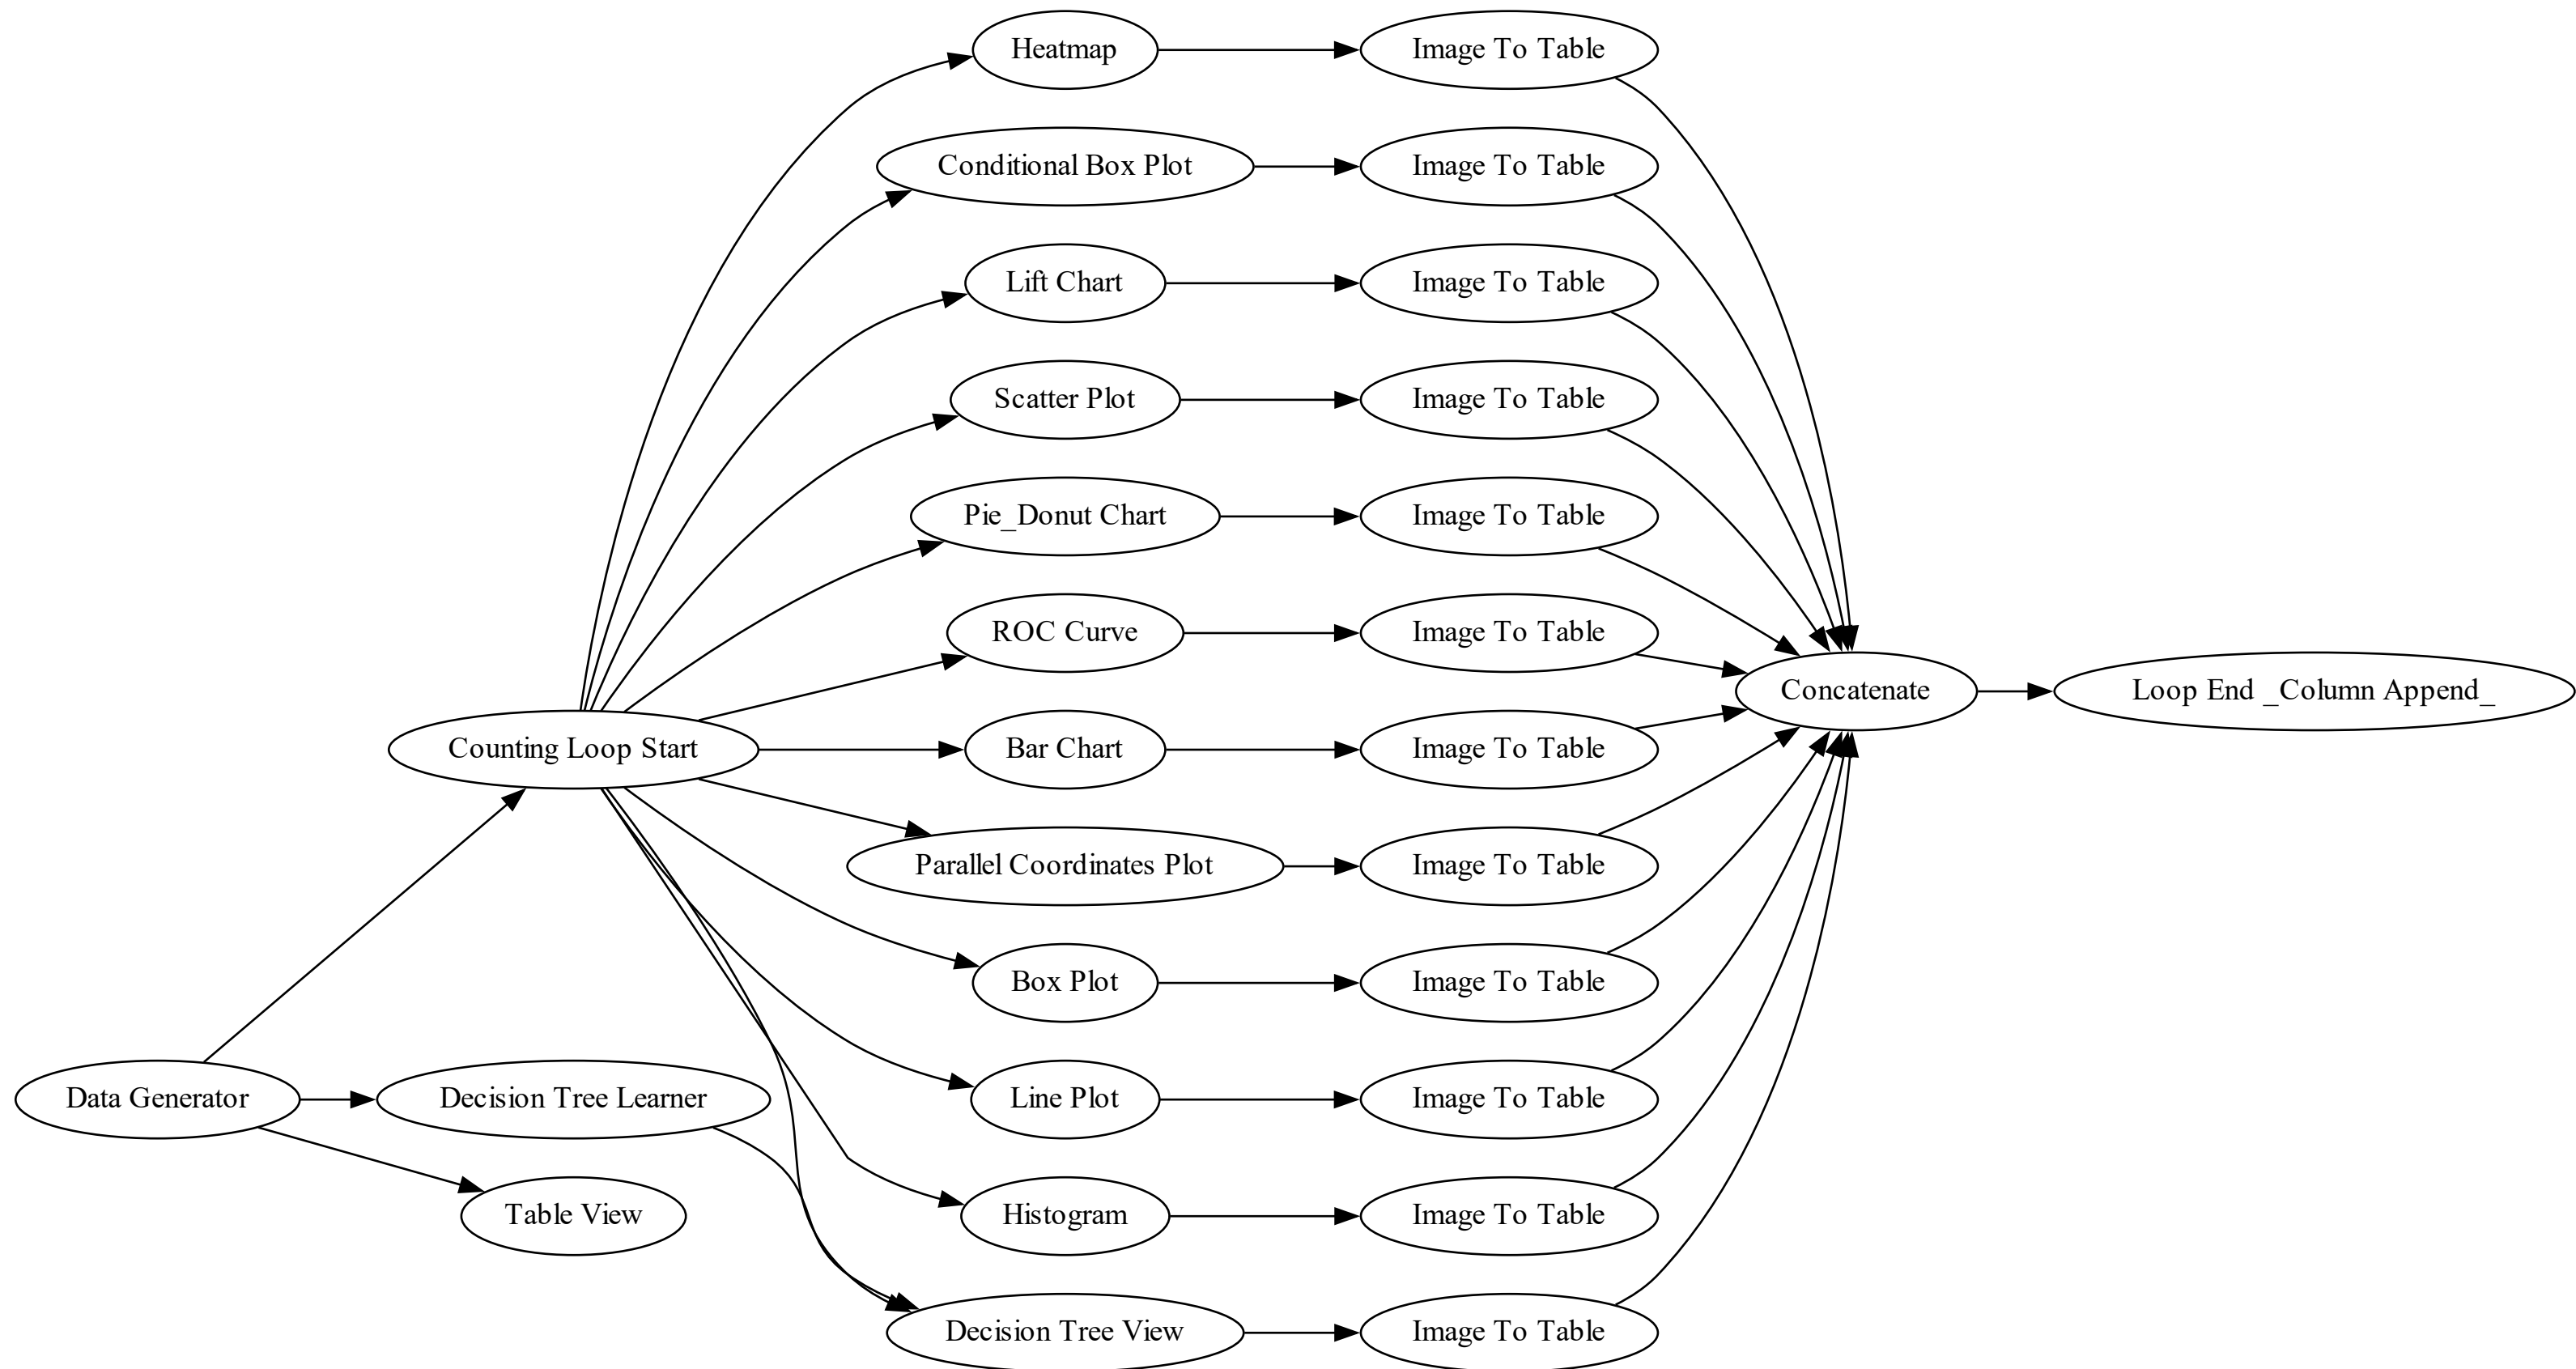 Heatmap
Image To Table
Conditional Box Plot
Image To Table
Lift Chart
Image To Table
Scatter Plot
Image To Table
Pie_Donut Chart
Image To Table
ROC Curve
Image To Table
Concatenate
Loop End _Column Append_
Counting Loop Start
Bar Chart
Image To Table
Parallel Coordinates Plot
Image To Table
Box Plot
Image To Table
Data Generator
Decision Tree Learner
Line Plot
Image To Table
Table View
Histogram
Image To Table
Decision Tree View
Image To Table